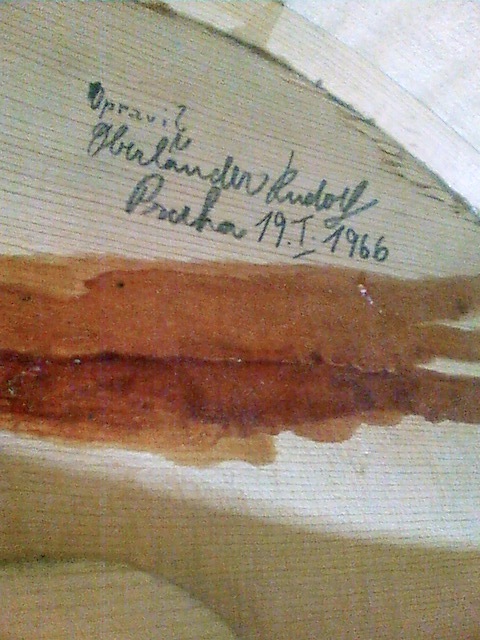 Opravil
Oberländer Rudolf
Praha 19.I.1966